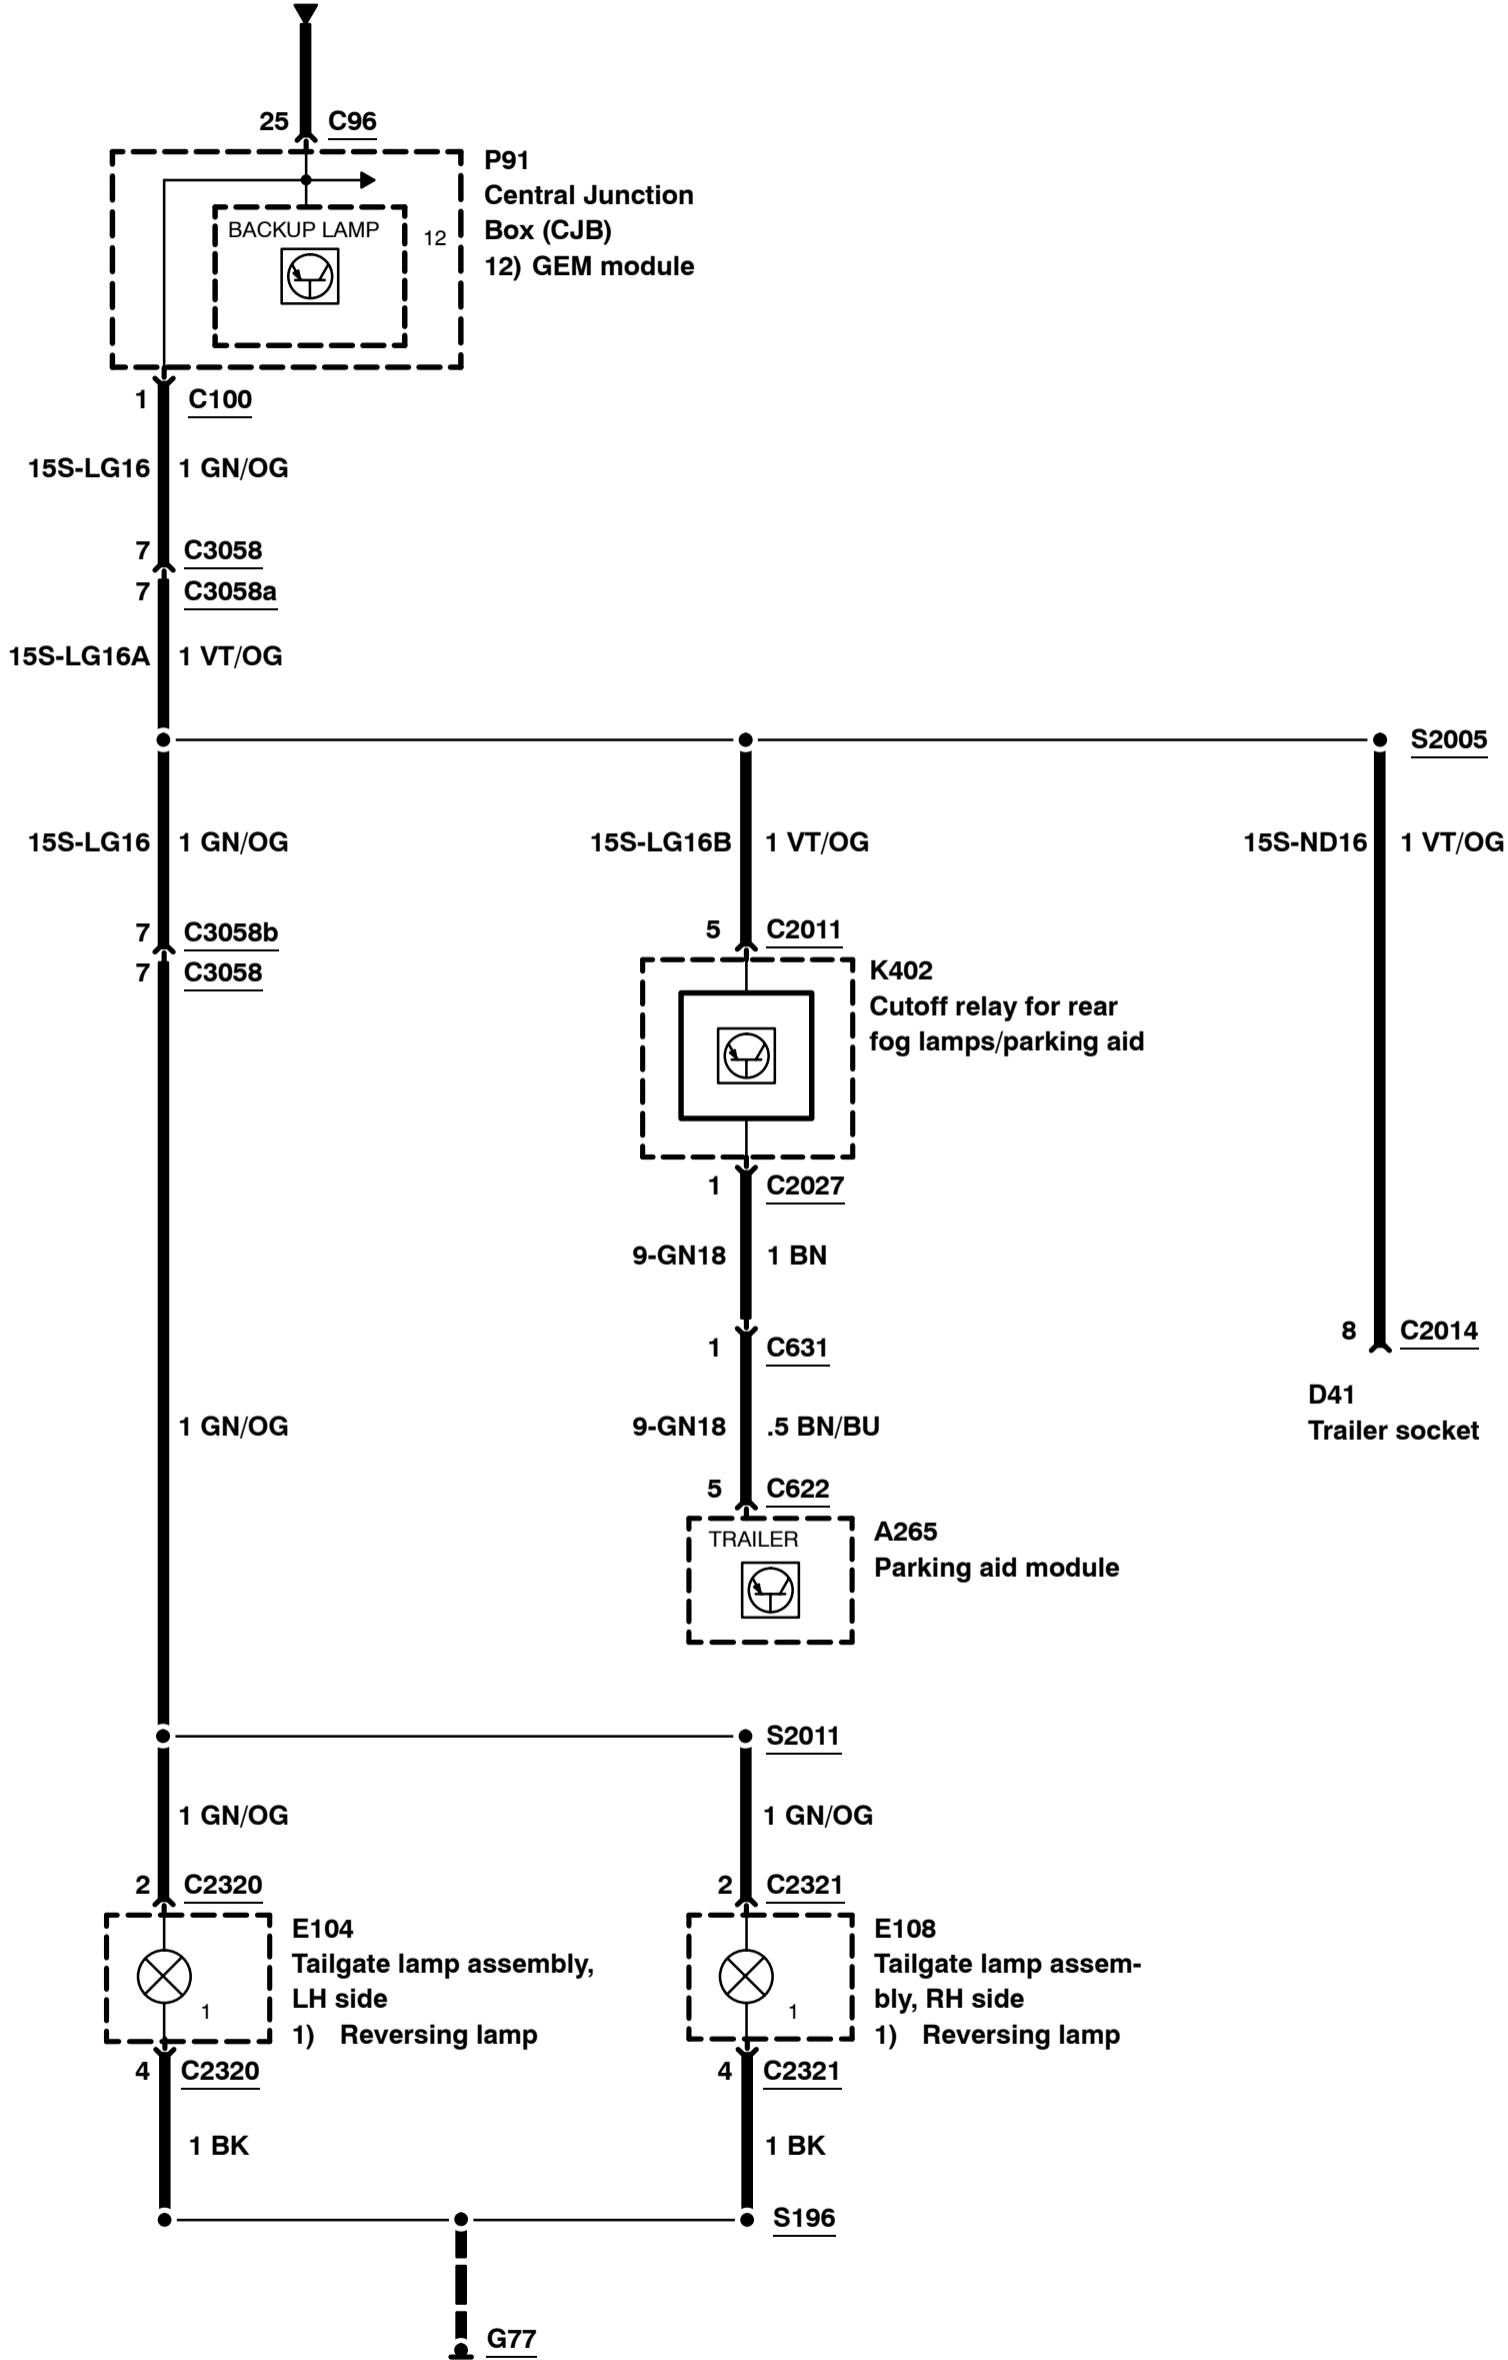 25 C96
P91
Central Junction
Box (CJB)
12) GEM module
BACKUP LAMP
12
1 C100
15S-LG16 1 GN/OG
7 C3058
7 C3058a
15S-LG16A 1 VT/OG
S2005
15S-LG16 1 GN/OG
15S-LG16B 1 VT/OG
15S-ND16 1 VT/OG
7 C3058b
7 C3058
5 C2011
K402
Cutoff relay for rear
fog lamps/parking aid
1 C2027
9-GN18 1 BN
1 C631
8 C2014
D41
Trailer socket
1 GN/OG
9-GN18 .5 BN/BU
5 C622
TRAILER
A265
Parking aid module
S2011
1 GN/OG
1 GN/OG
2 C2320
2 C2321
E104
Tailgate lamp assembly,
LH side
1) Reversing lamp
1
E108
Tailgate lamp assem-
bly, RH side
1) Reversing lamp
1
4 C2320
4 C2321
1 BK
1 BK
S196
G77